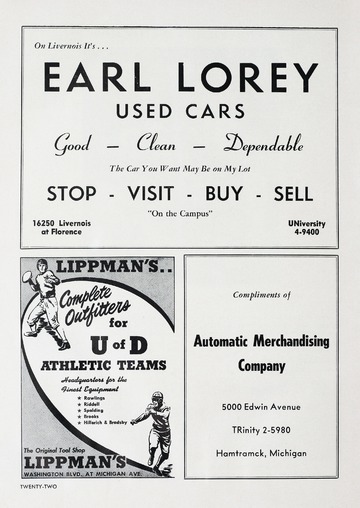 On Livernois It's . . .
EARL LOREY
USED CARS
Good — Clean — Dependable
The Car You Want May Be on My Lot
STOP - VISIT - BUY - SELL
"On the Campus"
16250 Livernois
at Florence
UNiversity
4-9400
LIPPMAN'S..
Complete
Outfitters
for
U of D
ATHLETIC TEAMS
Headquarters for the
Finest Equipment
★ Rawlings
★ Riddell
★ Spalding
★ Brooks
★ Hillerich & Bradsby
The Original Tool Shop
LIPPMAN'S
WASHINGTON BLVD., AT MICHIGAN AVE.
Compliments of
Automatic Merchandising
Company
5000 Edwin Avenue
TRinity 2-5980
Hamtramck, Michigan
TWENTY-TWO